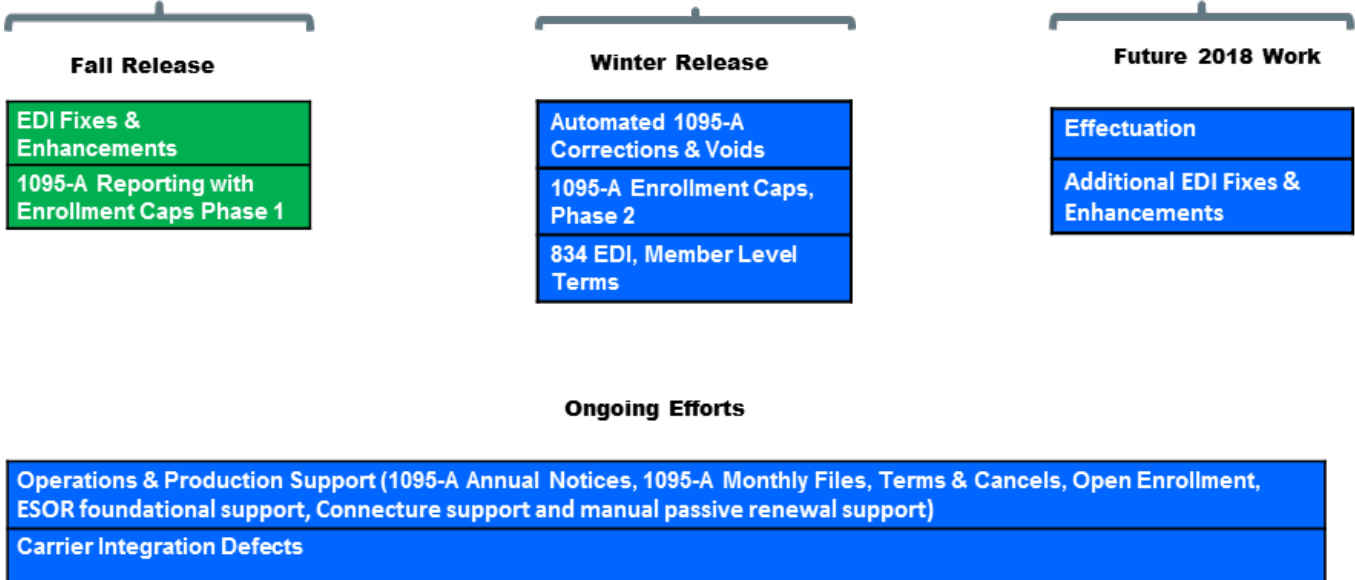 Fall Release
EDI Fixes &
Enhancements
1095-A Reporting with
Enrollment Caps Phase 1
Winter Release
Automated 1095-A
Corrections & Voids
1095-A Enrollment Caps,
Phase 2
834 EDI, Member Level
Terms
Future 2018 Work
Effectuation
Additional EDI Fixes &
Enhancements
Ongoing Efforts
Operations & Production Support (1095-A Annual Notices, 1095-A Monthly Files, Terms & Cancels, Open Enrollment,
ESOR foundational support, Connecture support and manual passive renewal support)
Carrier Integration Defects